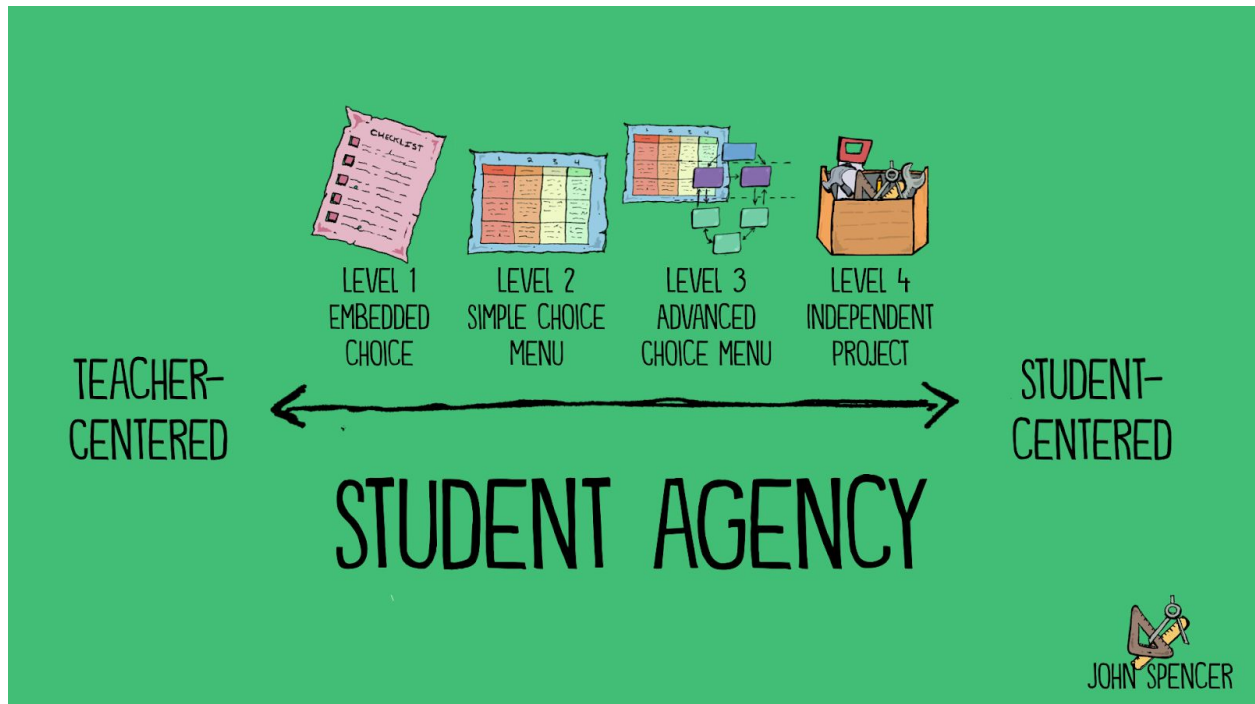 CHECKLIST
1 2 3 4
1 2 3 4
LEVEL 1
EMBEDDED
CHOICE
LEVEL 2
SIMPLE CHOICE
MENU
LEVEL 3
ADVANCED
CHOICE MENU
LEVEL 4
INDEPENDENT
PROJECT
TEACHER-
CENTERED
STUDENT-
CENTERED
STUDENT AGENCY
JOHN SPENCER